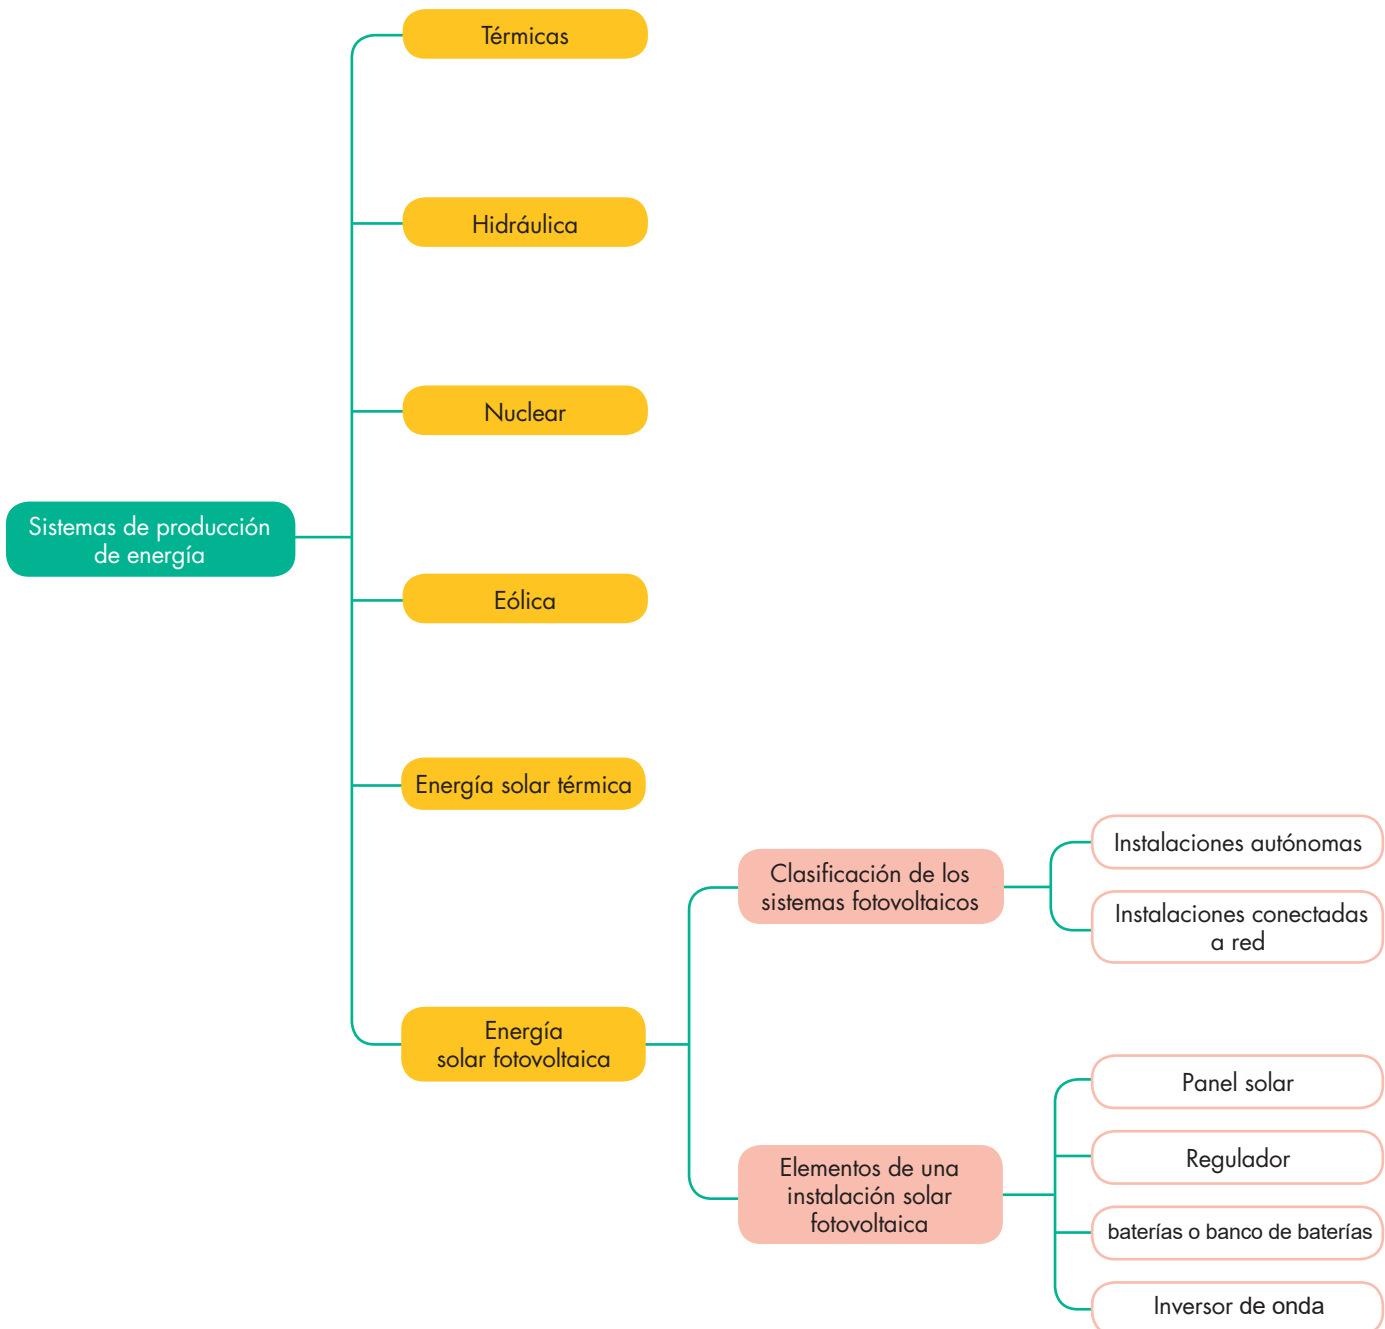 Térmicas
Hidráulica
Nuclear
Sistemas de producción
de energía
Eólica
Energía solar térmica
Energía
solar fotovoltaica
Clasificación de los
sistemas fotovoltaicos
Instalaciones autónomas
Instalaciones conectadas
a red
Elementos de una
instalación solar
fotovoltaica
Panel solar
Regulador
baterías o banco de baterías
Inversor de onda